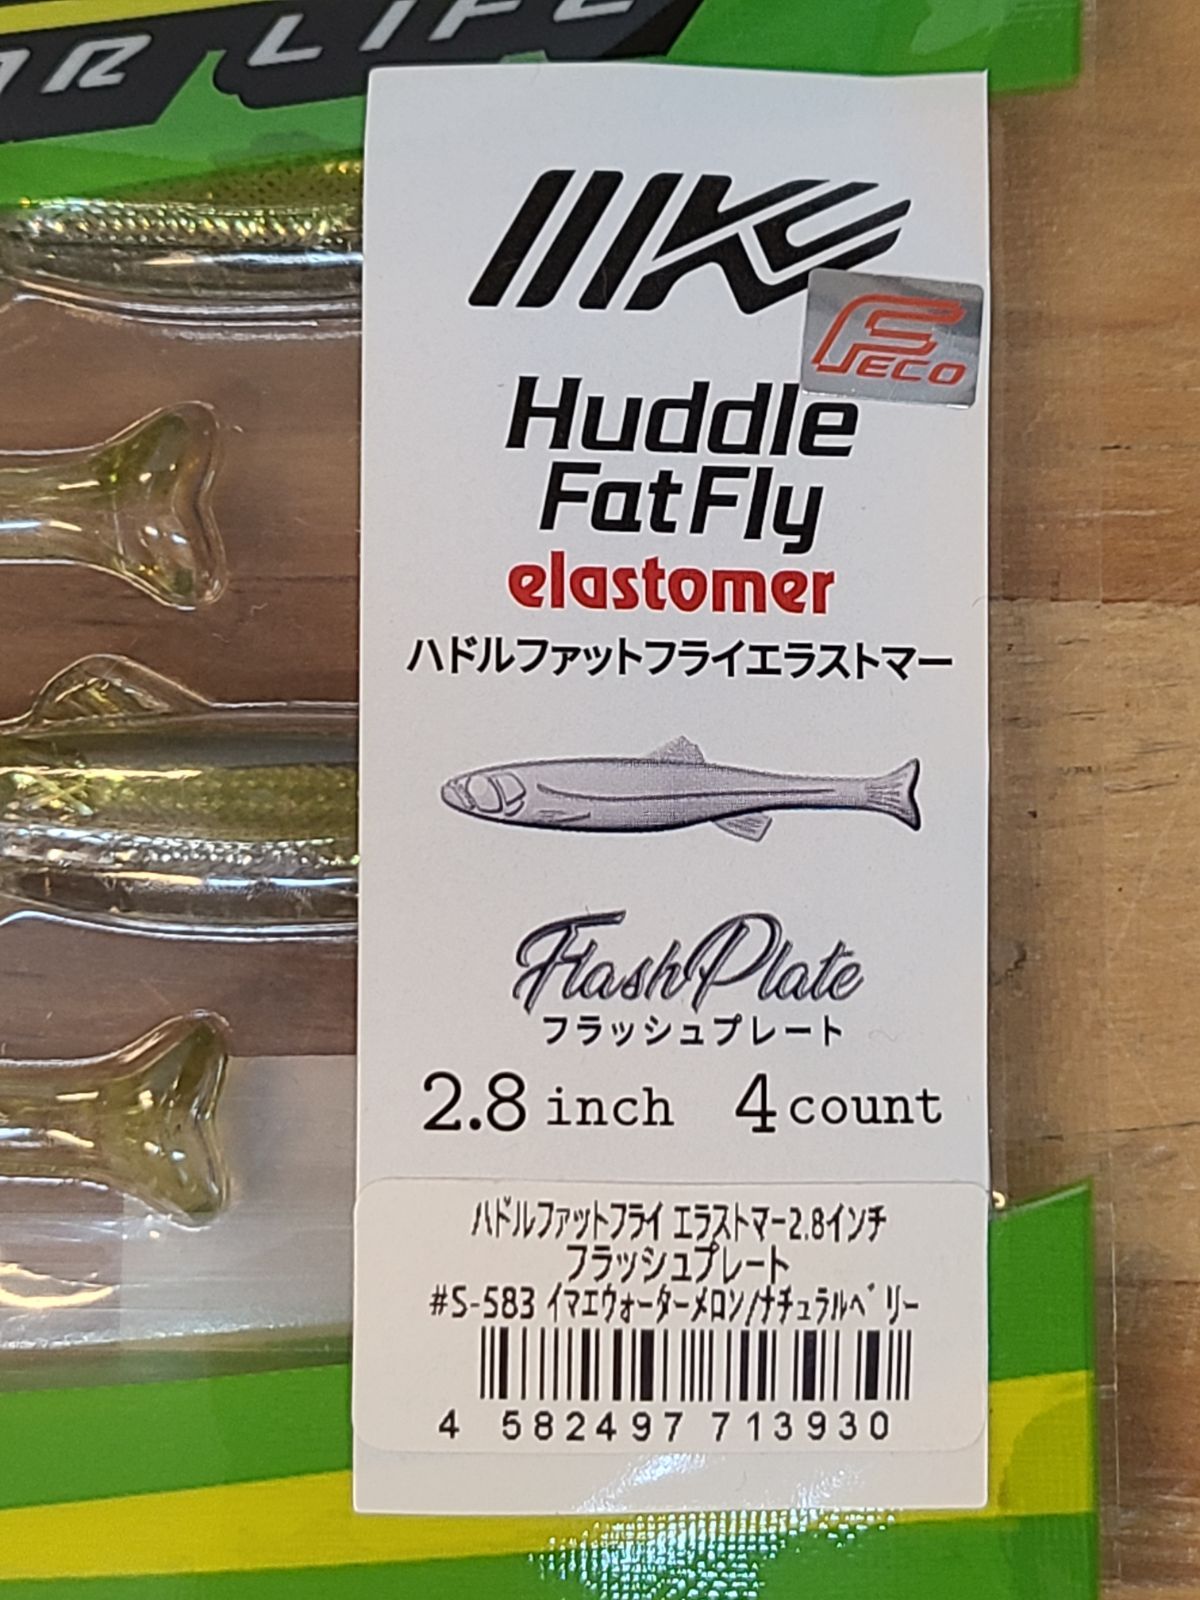 OR LIFE
Feco
Huddle
FatFly
elastomer
ハドルファットフライエラストマー
Flash Plate
フラッシュプレート
2.8 inch 4 count
ハドルファットフライ エラストマー2.8インチ
フラッシュプレート
#S-583 イマエウォーターメロン/ナチュラルベリー
4 582497 713930